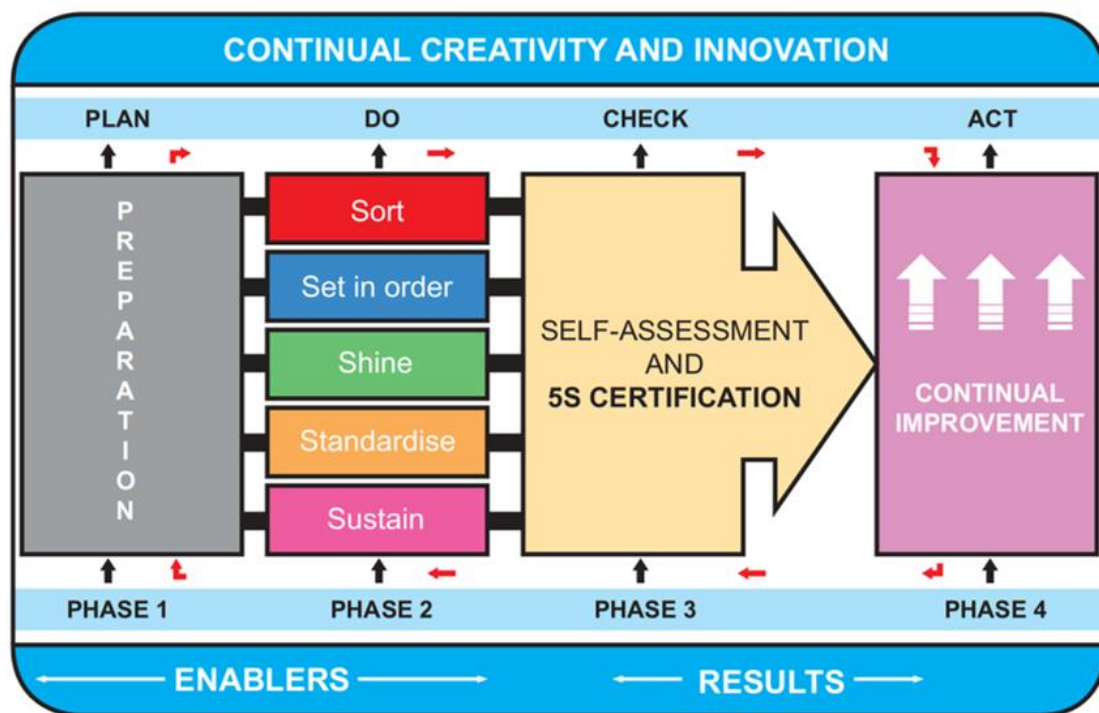 CONTINUAL CREATIVITY AND INNOVATION
PLAN
DO
CHECK
ACT
PREPARATION
Sort
Set in order
Shine
Standardise
Sustain
SELF-ASSESSMENT
AND
5S CERTIFICATION
CONTINUAL
IMPROVEMENT
PHASE 1
PHASE 2
PHASE 3
PHASE 4
ENABLERS
RESULTS